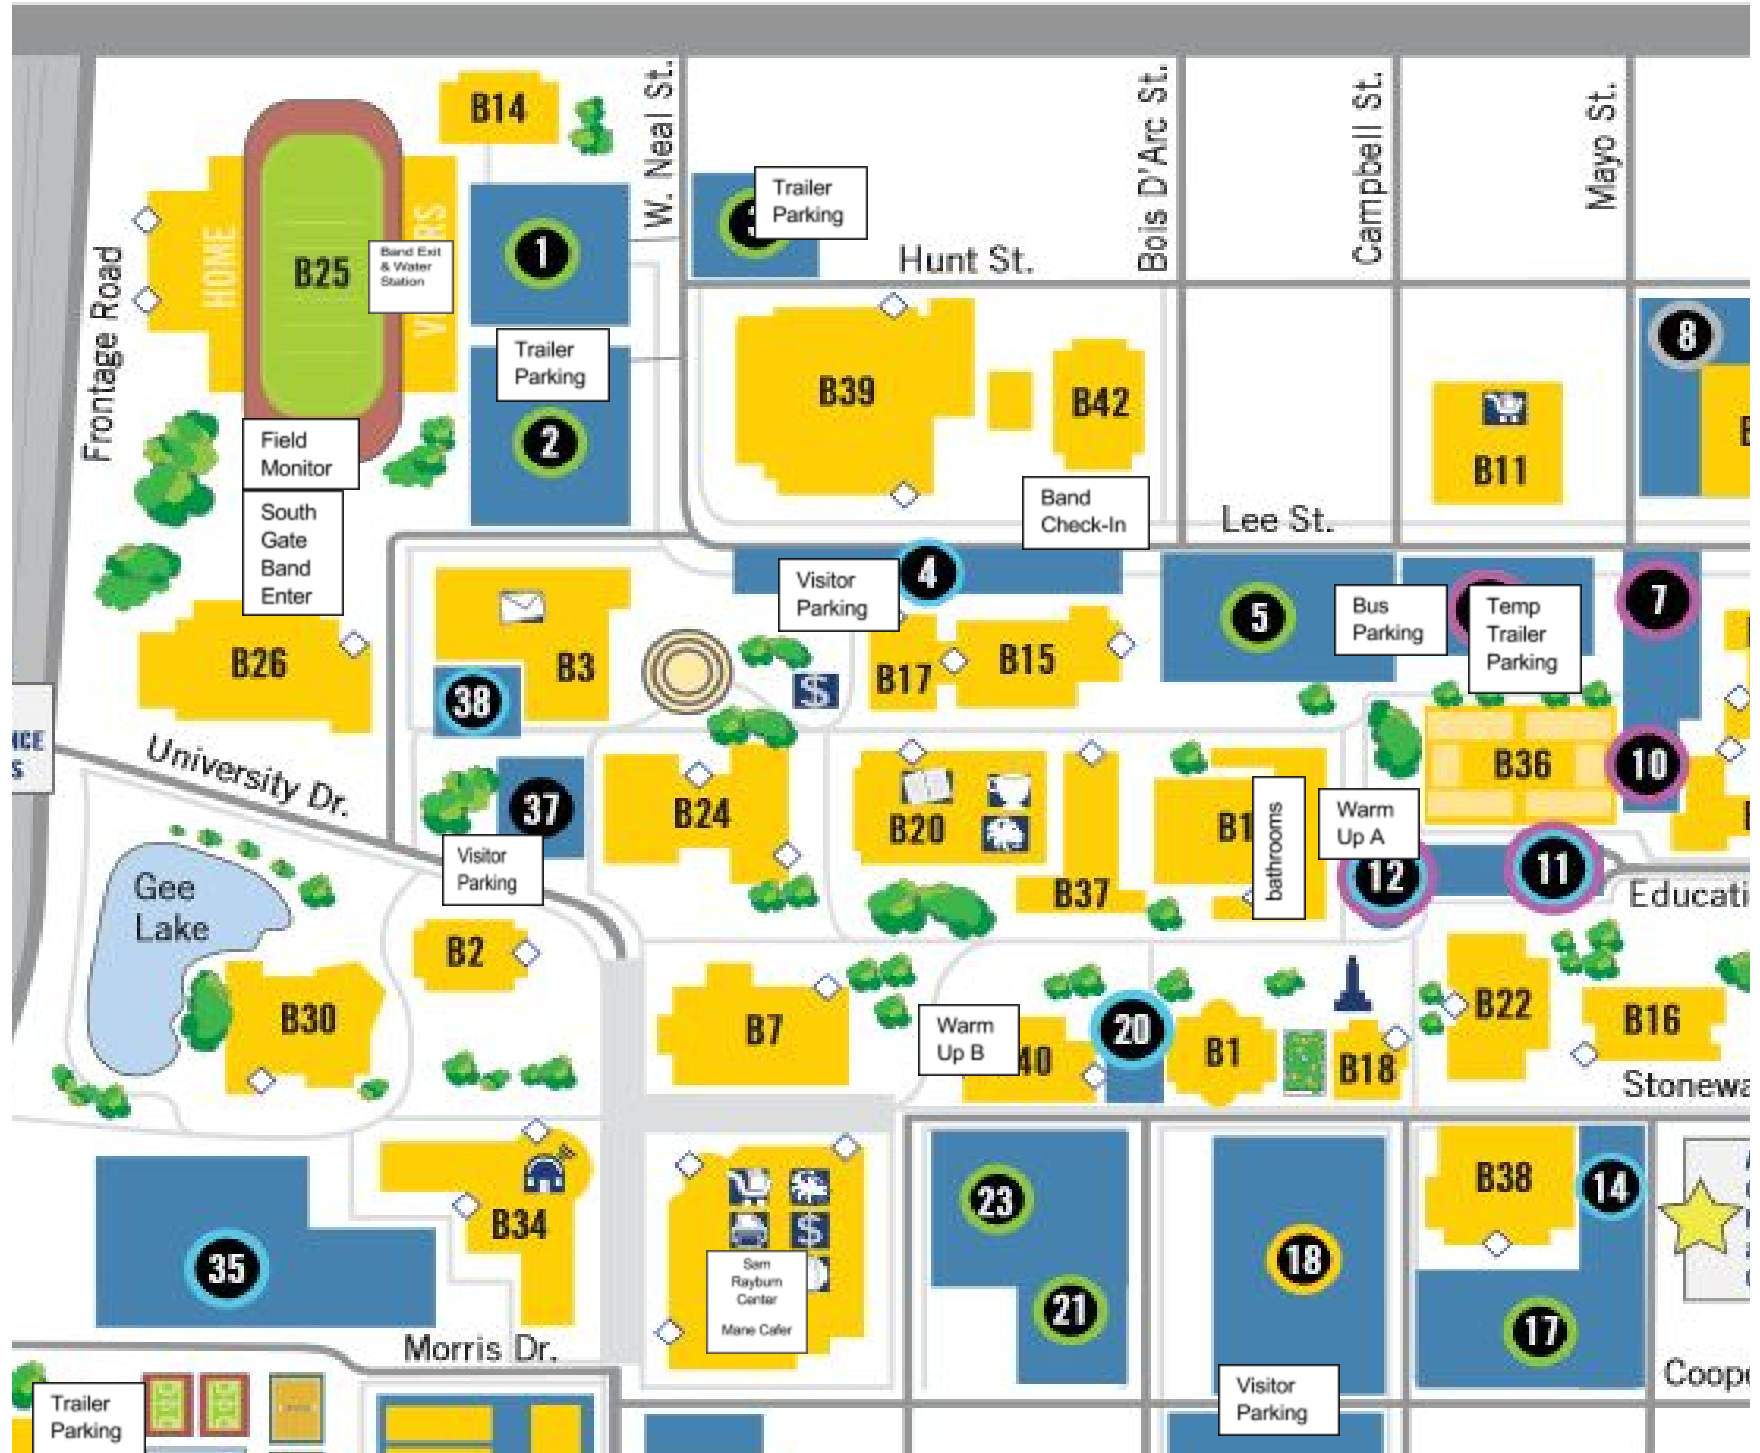 B14
W. Neal St.
Bois D'Arc St.
Campbell St.
Mayo St.
Trailer
Parking
Hunt St.
1
HOME
B25
Band Exit
& Water
Station
Frontage Road
8
Trailer
Parking
2
B39
B42
B11
Field
Monitor
South
Gate
Band
Enter
Band
Check-In
Lee St.
Visitor
Parking
4
5
Bus
Parking
Temp
Trailer
Parking
7
B26
B3
38
$
B17
B15
University Dr.
37
B24
B20
B37
B1
bathrooms
Warm
Up A
B36
10
12
11
Visitor
Parking
Gee
Lake
B2
B30
B7
Warm
Up B
40
20
B1
B18
B22
B16
35
B34
$
Sam
Rayburn
Center
Mane Cafer
23
21
18
B38
14
17
Morris Dr.
Trailer
Parking
Visitor
Parking